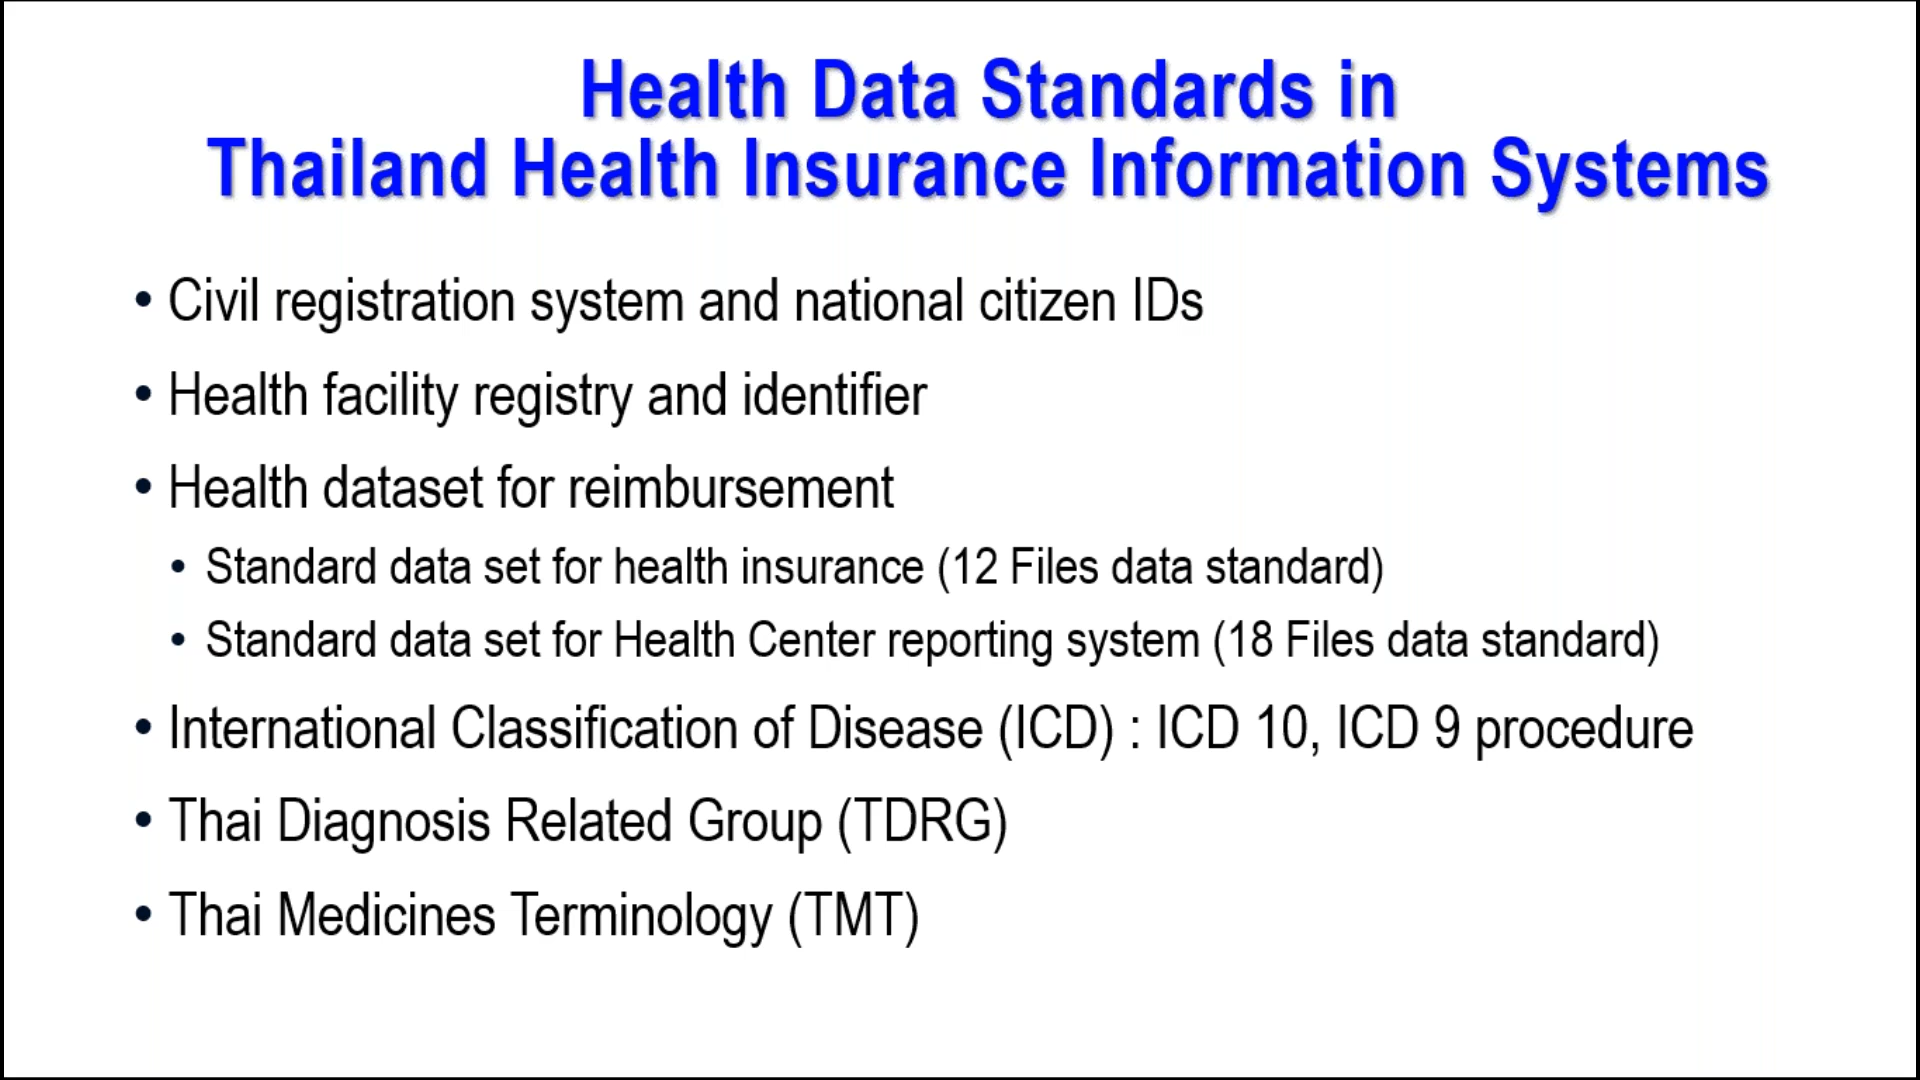 Health Data Standards in
Thailand Health Insurance Information Systems
• Civil registration system and national citizen IDs
• Health facility registry and identifier
• Health dataset for reimbursement
• Standard data set for health insurance (12 Files data standard)
• Standard data set for Health Center reporting system (18 Files data standard)
• International Classification of Disease (ICD) : ICD 10, ICD 9 procedure
• Thai Diagnosis Related Group (TDRG)
• Thai Medicines Terminology (TMT)